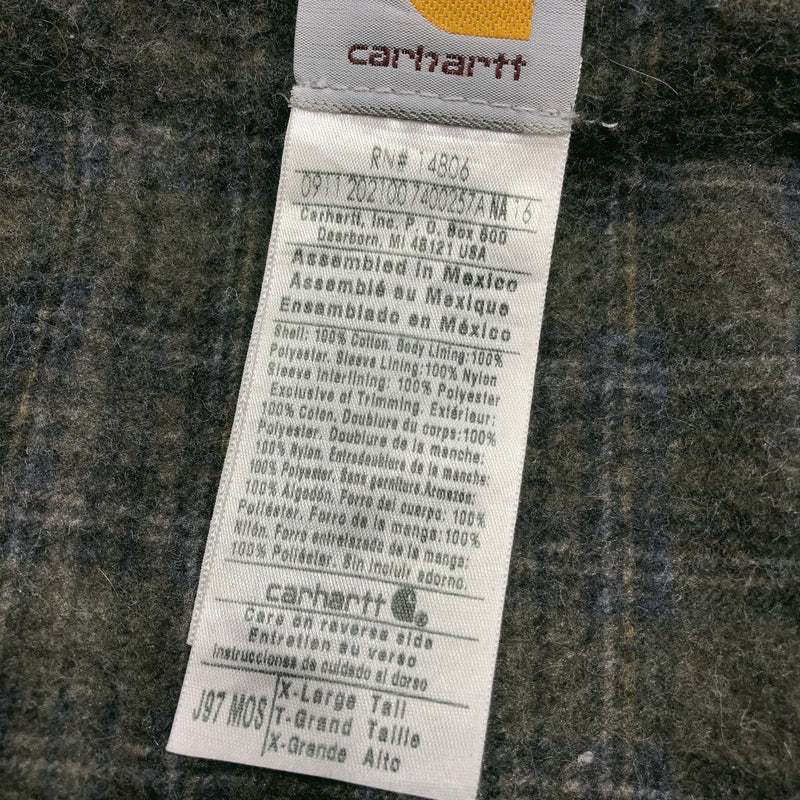 carhartt
RN# 14806
0911 202100 7400257A NA 16
Carhartt, Inc. P. O. Box 600
Dearborn, MI 48121 USA
Assembled in Mexico
Assemblé au Mexique
Ensamblado en México
Shell: 100% Cotton. Body Lining:100%
Polyester. Sleeve Lining:100% Nylon
Sleeve Interlining: 100% Polyester
Exclusive of Trimming. Extérieur:
100% Coton. Doublure du corps:100%
Polyester. Doublure de la manche:
100% Nylon. Entredoublure de la manche:
100% Polyester. Sans garniture.Armazón:
100% Algodón. Forro del cuerpo: 100%
Poliéster. Forro de la manga:100%
Nilón. Forro entrelazado de la manga:
100% Poliéster. Sin incluir adorno.
carhartt
Care on reverse side
Entretien au verso
Instrucciones de cuidado al dorso
J97 MOS
X-Large Tall
T-Grand Taille
X-Grande Alto